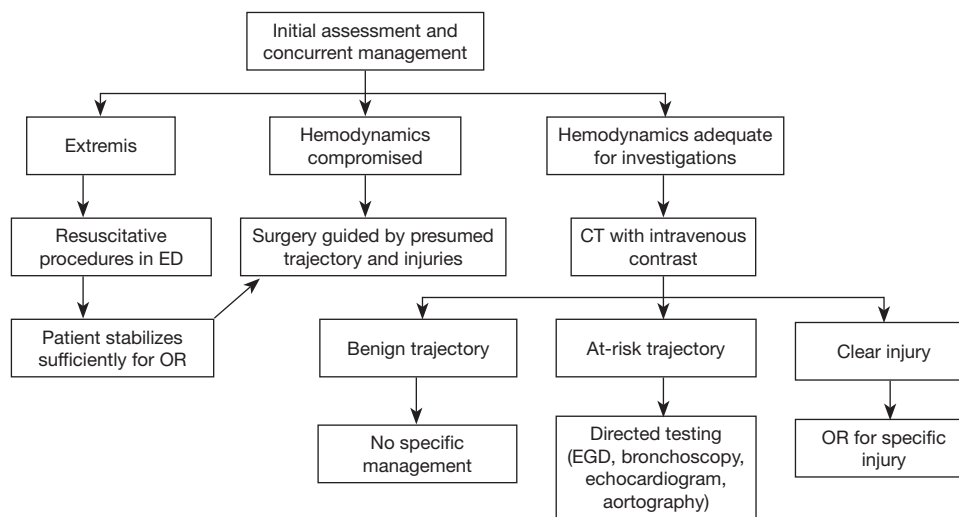 Initial assessment and
concurrent management
Extremis
Hemodynamics
compromised
Hemodynamics adequate
for investigations
Resuscitative
procedures in ED
Surgery guided by presumed
trajectory and injuries
CT with intravenous
contrast
Patient stabilizes
sufficiently for OR
Benign trajectory
At-risk trajectory
Clear injury
No specific
management
Directed testing
(EGD, bronchoscopy,
echocardiogram,
aortography)
OR for specific
injury